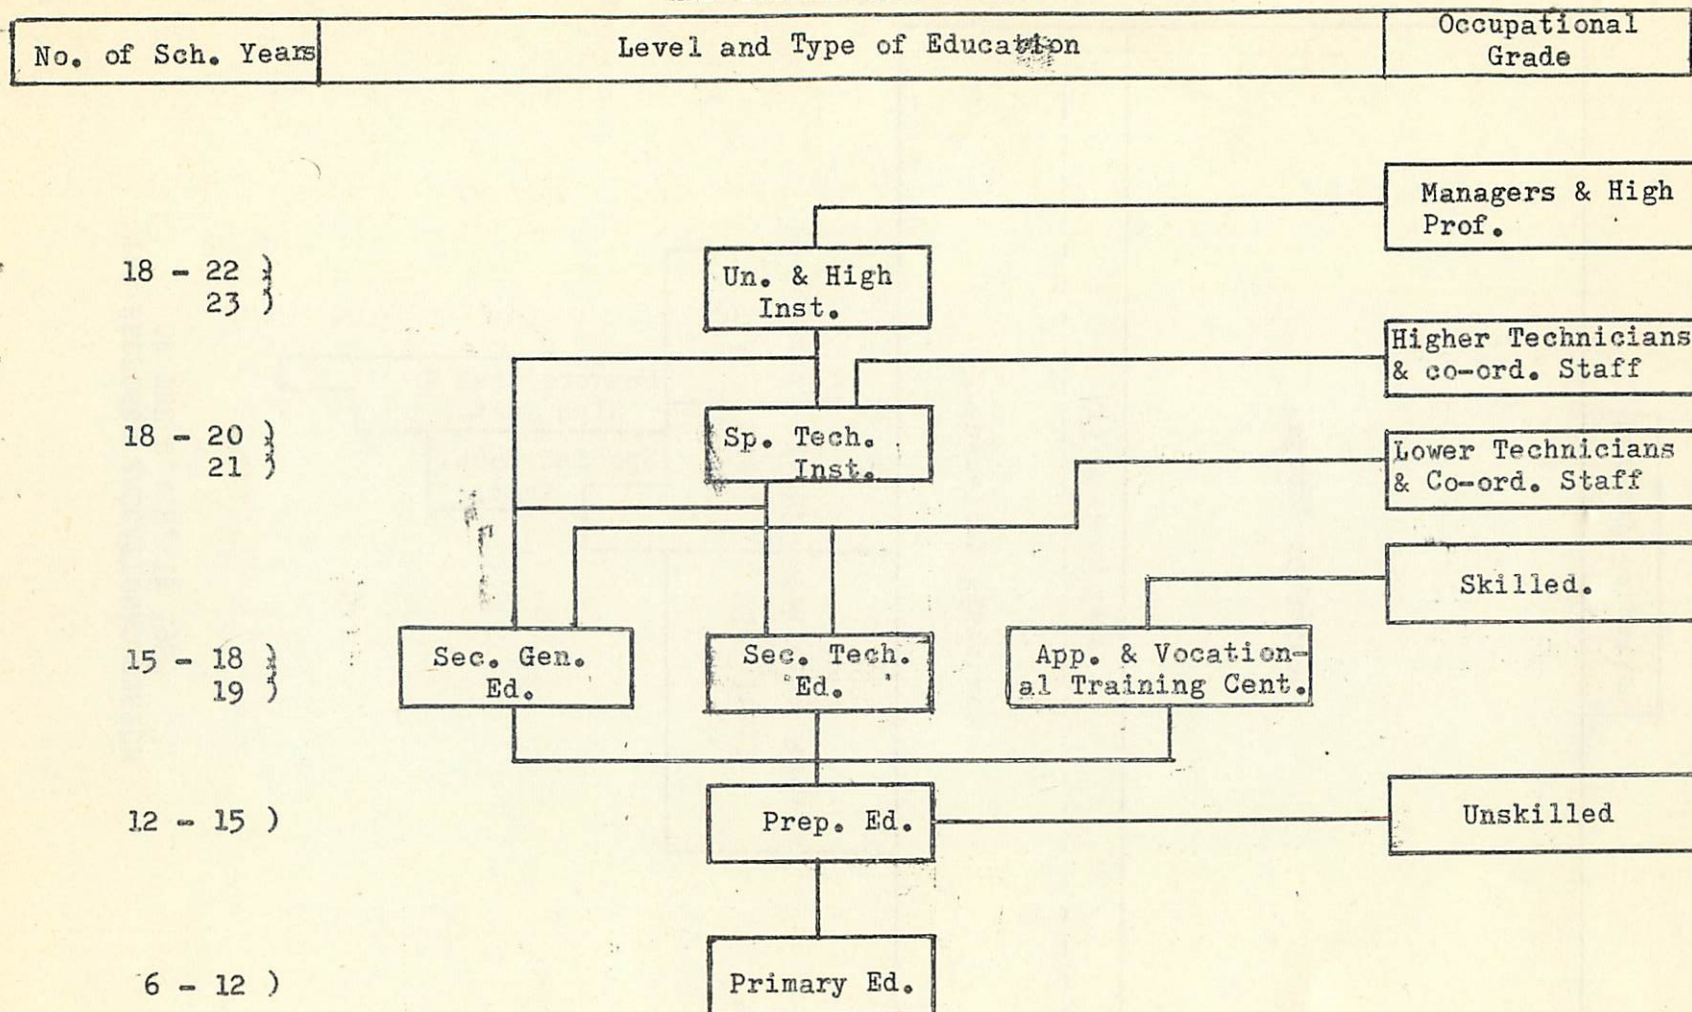 No. of Sch. Years
Level and Type of Education
Occupational
Grade
Managers & High
Prof.
18 - 22 )
23 )
Un. & High
Inst.
Higher Technicians
& co-ord. Staff
18 - 20 )
21 )
Sp. Tech.
Inst.
Lower Technicians
& Co-ord. Staff
Skilled.
15 - 18 )
19 )
Sec. Gen.
Ed.
Sec. Tech.
Ed.
App. & Vocation-
al Training Cent.
12 - 15 )
Prep. Ed.
Unskilled
6 - 12 )
Primary Ed.